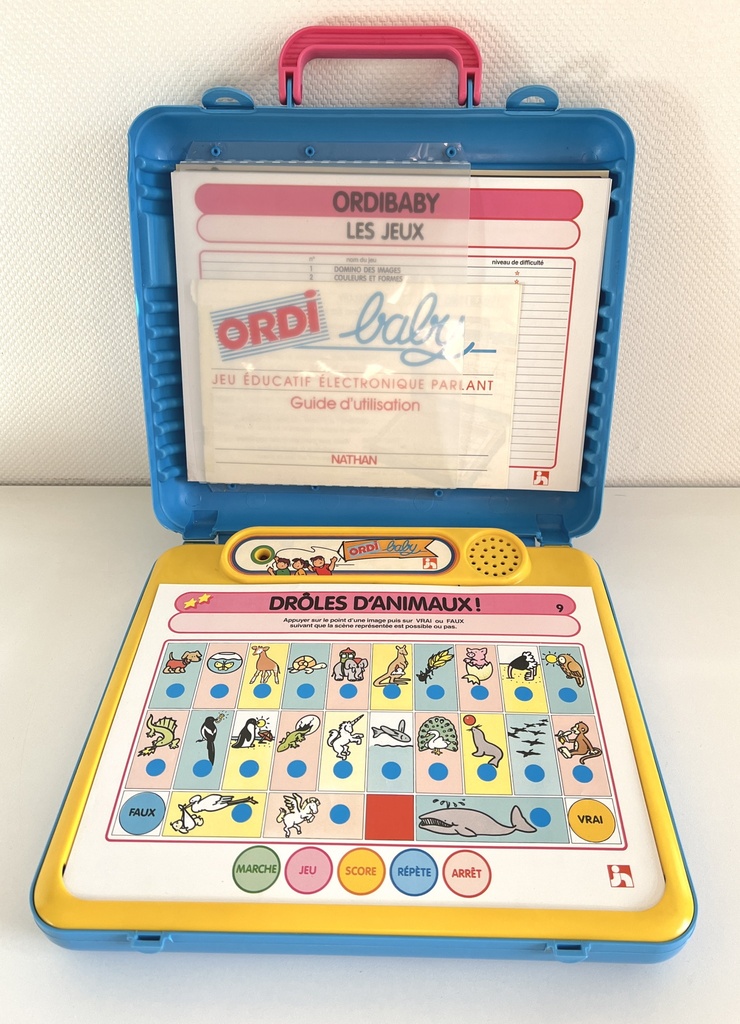 ORDIBABY
LES JEUX
n° nom du jeu niveau de difficulté
1 DOMINO DES IMAGES
2 COULEURS ET FORMES
ORDI baby
JEU ÉDUCATIF ÉLECTRONIQUE PARLANT
Guide d'utilisation
NATHAN
ORDI baby
DRÔLES D'ANIMAUX! 9
Appuyer sur le point d'une image puis sur VRAI ou FAUX
suivant que la scène représentée est possible ou pas.
FAUX
VRAI
MARCHE JEU SCORE RÉPÈTE ARRÊT